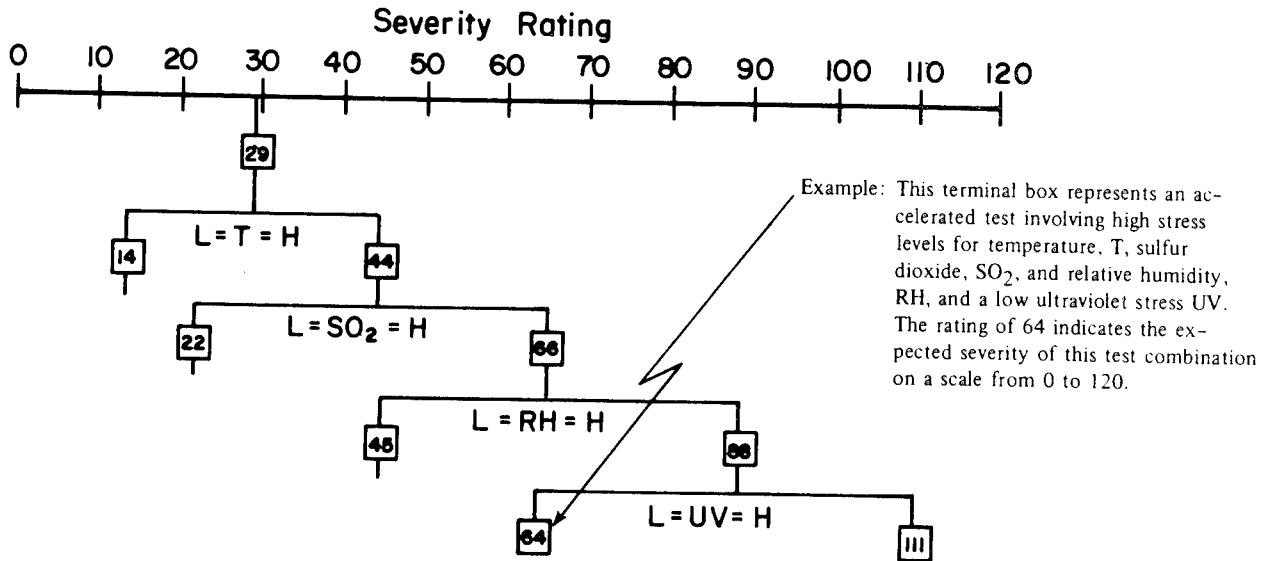 Severity Rating
0 10 20 30 40 50 60 70 80 90 100 110 120
29
Example: This terminal box represents an ac-
celerated test involving high stress
levels for temperature, T, sulfur
dioxide, SO₂, and relative humidity,
RH, and a low ultraviolet stress UV.
The rating of 64 indicates the ex-
pected severity of this test combination
on a scale from 0 to 120.
L=T=H
14
44
L=SO₂=H
22
66
L=RH=H
45
88
L=UV=H
64
111